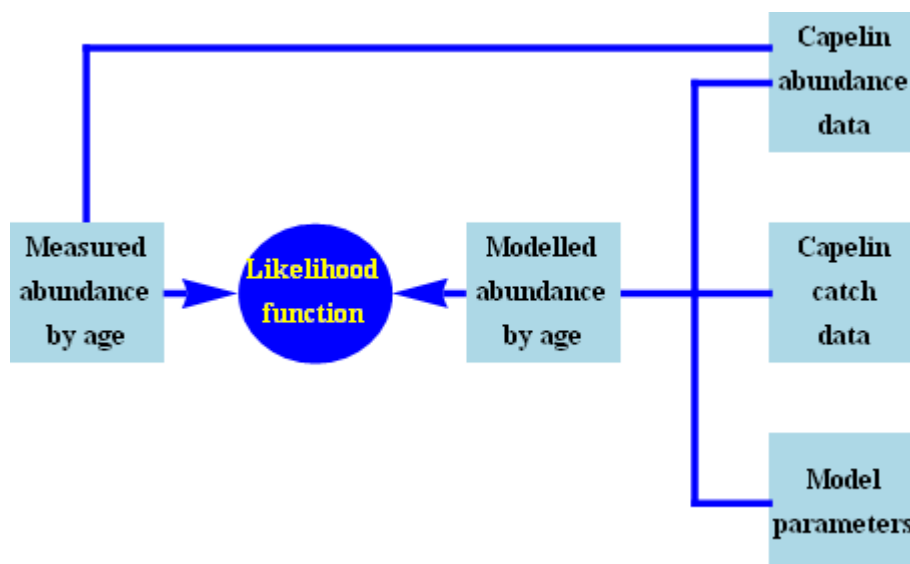 Capelin
abundance
data
Measured
abundance
by age
Likelihood
function
Modelled
abundance
by age
Capelin
catch
data
Model
parameters